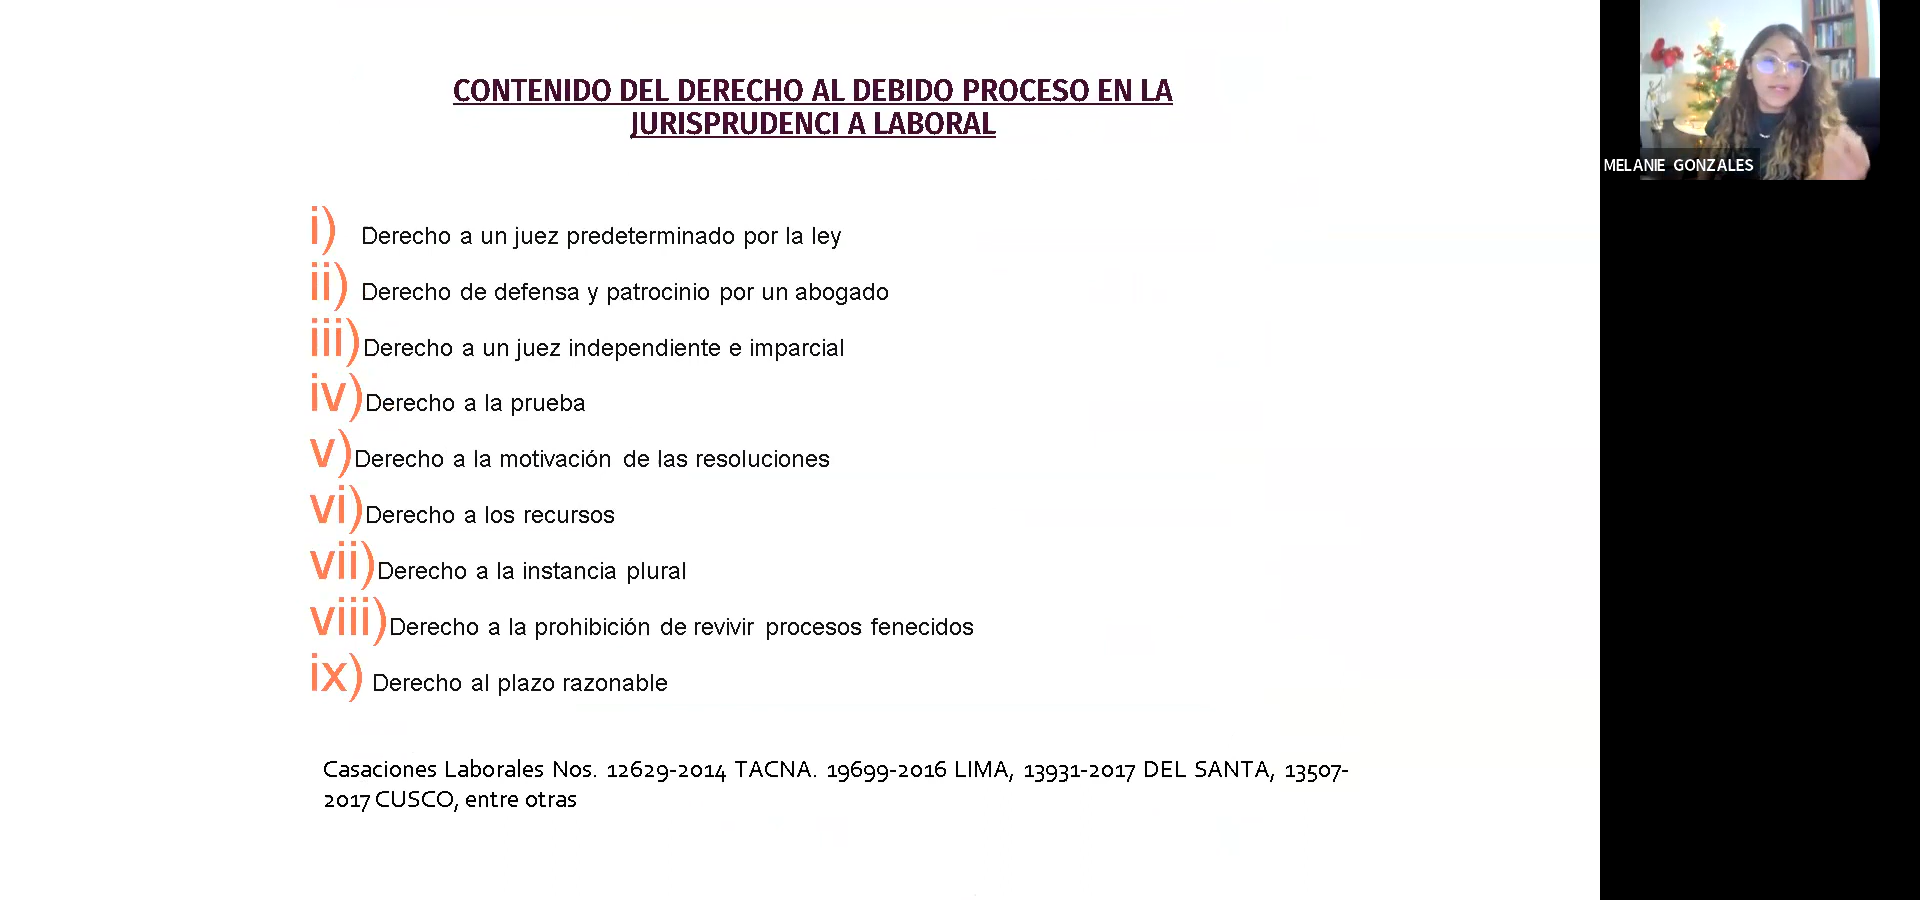 CONTENIDO DEL DERECHO AL DEBIDO PROCESO EN LA
JURISPRUDENCI A LABORAL
MELANIE GONZALES
i) Derecho a un juez predeterminado por la ley
ii) Derecho de defensa y patrocinio por un abogado
iii) Derecho a un juez independiente e imparcial
iv) Derecho a la prueba
v) Derecho a la motivación de las resoluciones
vi) Derecho a los recursos
vii) Derecho a la instancia plural
viii) Derecho a la prohibición de revivir procesos fenecidos
ix) Derecho al plazo razonable
Casaciones Laborales Nos. 12629-2014 TACNA. 19699-2016 LIMA, 13931-2017 DEL SANTA, 13507-
2017 CUSCO, entre otras